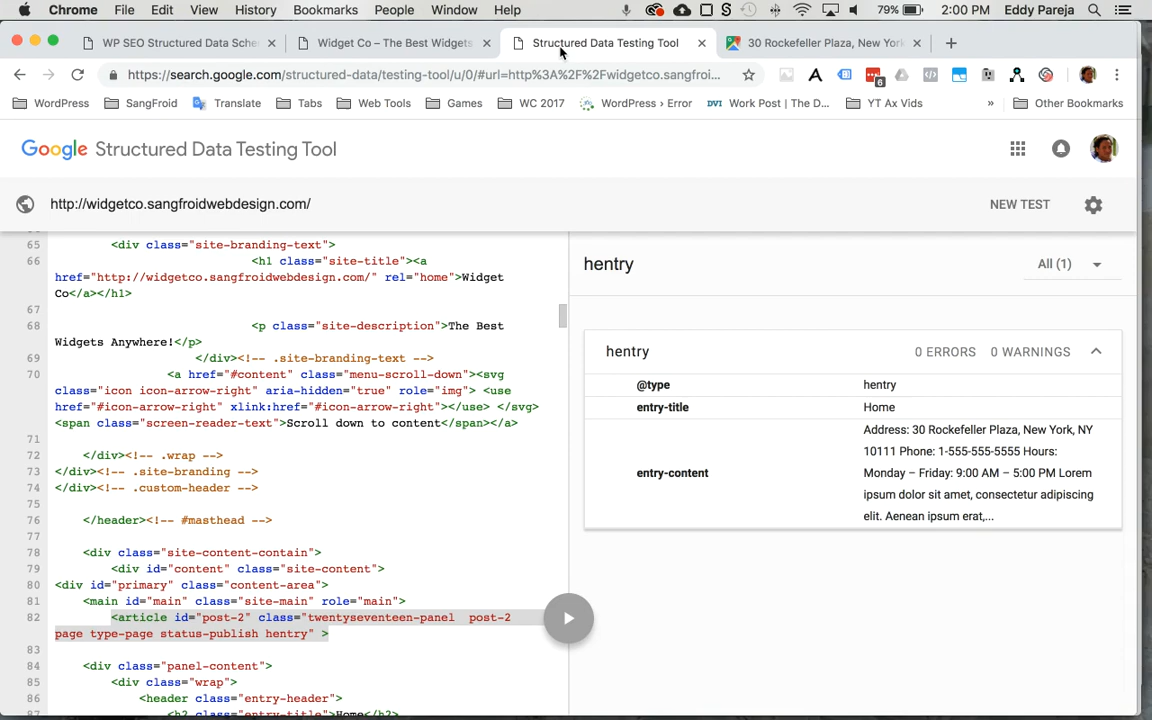 Chrome File Edit View History Bookmarks People Window Help 79% 2:00 PM Eddy Pareja
WP SEO Structured Data Sche × Widget Co – The Best Widgets × Structured Data Testing Tool × 30 Rockefeller Plaza, New York ×
https://search.google.com/structured-data/testing-tool/u/0/#url=http%3A%2F%2Fwidgetco.sangfroi... 6
WordPress SangFroid Translate Tabs Web Tools Games WC 2017 WordPress › Error DVI Work Post | The D... YT Ax Vids » Other Bookmarks
Google Structured Data Testing Tool
http://widgetco.sangfroidwebdesign.com/ NEW TEST
65 <div class="site-branding-text">
66 <h1 class="site-title"><a
href="http://widgetco.sangfroidwebdesign.com/" rel="home">Widget
Co</a></h1>
67
68 <p class="site-description">The Best
Widgets Anywhere!</p>
69 </div><!-- .site-branding-text -->
70 <a href="#content" class="menu-scroll-down"><svg
class="icon icon-arrow-right" aria-hidden="true" role="img"> <use
href="#icon-arrow-right" xlink:href="#icon-arrow-right"></use> </svg>
<span class="screen-reader-text">Scroll down to content</span></a>
71
72 </div><!-- .wrap -->
73 </div><!-- .site-branding -->
74 </div><!-- .custom-header -->
75
76 </header><!-- #masthead -->
77
78 <div class="site-content-contain">
79 <div id="content" class="site-content">
80 <div id="primary" class="content-area">
81 <main id="main" class="site-main" role="main">
82 <article id="post-2" class="twentyseventeen-panel  post-2
page type-page status-publish hentry" >
83
84 <div class="panel-content">
85 <div class="wrap">
86 <header class="entry-header">
87 <h2 class="entry-title">Home</h2>
hentry All (1)
hentry 0 ERRORS 0 WARNINGS
@type hentry
entry-title Home
entry-content
Address: 30 Rockefeller Plaza, New York, NY
10111 Phone: 1-555-555-5555 Hours:
Monday – Friday: 9:00 AM – 5:00 PM Lorem
ipsum dolor sit amet, consectetur adipiscing
elit. Aenean ipsum erat,...